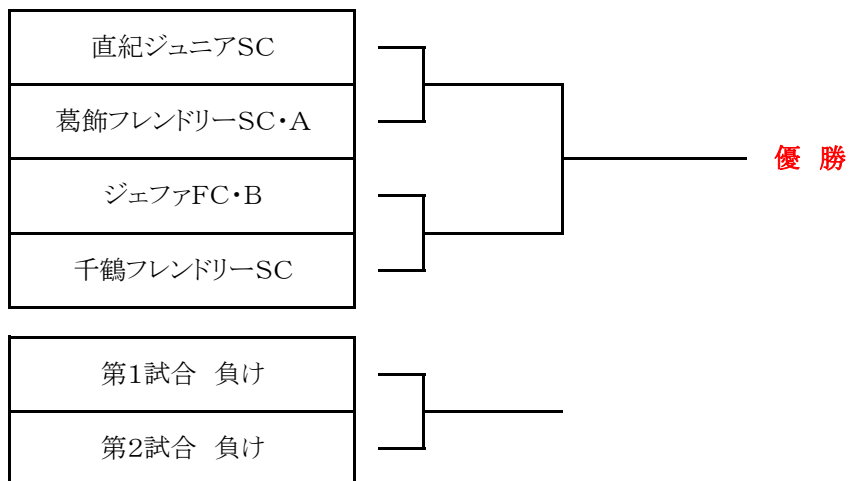 直紀ジュニアSC
葛飾フレンドリーSC・A
優 勝
ジェファFC・B
千鶴フレンドリーSC
第1試合 負け
第2試合 負け